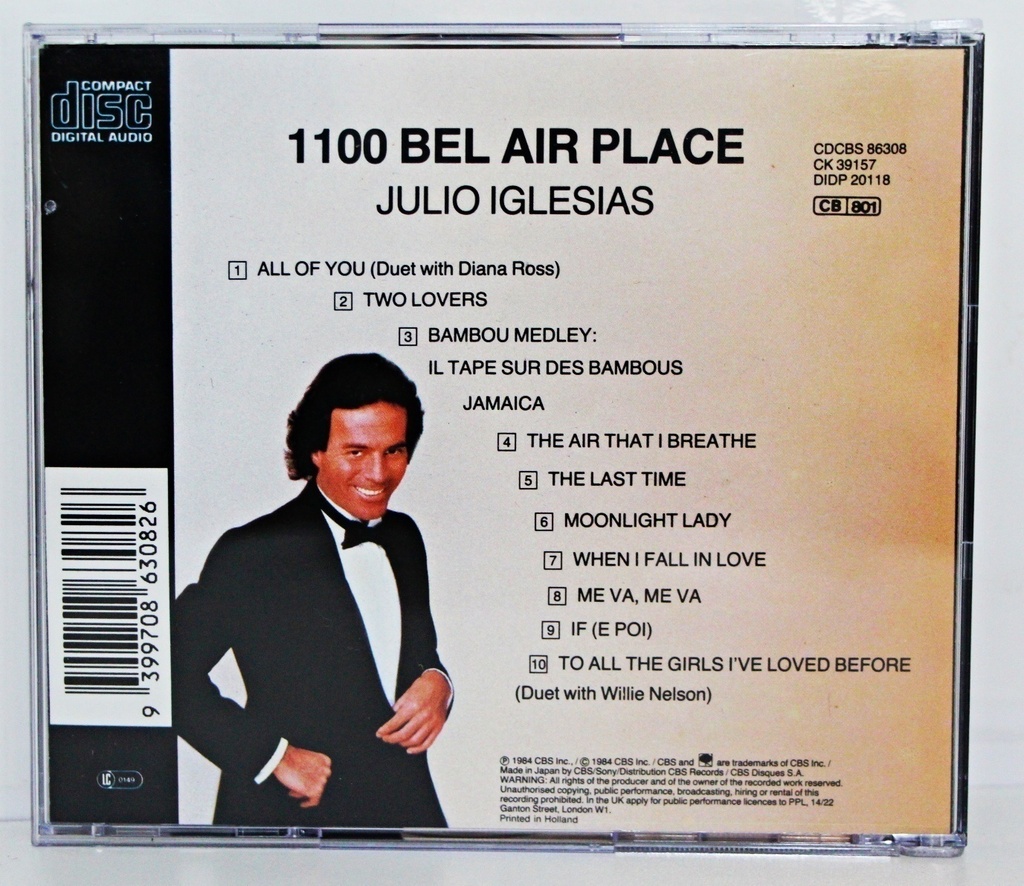 COMPACT
disc
DIGITAL AUDIO
1100 BEL AIR PLACE
JULIO IGLESIAS
CDCBS 86308
CK 39157
DIDP 20118
CB 801
1 ALL OF YOU (Duet with Diana Ross)
2 TWO LOVERS
3 BAMBOU MEDLEY:
IL TAPE SUR DES BAMBOUS
JAMAICA
4 THE AIR THAT I BREATHE
5 THE LAST TIME
6 MOONLIGHT LADY
7 WHEN I FALL IN LOVE
8 ME VA, ME VA
9 IF (E POI)
10 TO ALL THE GIRLS I'VE LOVED BEFORE
(Duet with Willie Nelson)
9 399708 630826
LC 0149
Ⓟ 1984 CBS Inc. / © 1984 CBS Inc. / CBS and are trademarks of CBS Inc. /
Made in Japan by CBS/Sony/Distribution CBS Records / CBS Disques S.A.
WARNING: All rights of the producer and of the owner of the recorded work reserved.
Unauthorised copying, public performance, broadcasting, hiring or rental of this
recording prohibited. In the UK apply for public performance licences to PPL, 14/22
Ganton Street, London W1.
Printed in Holland